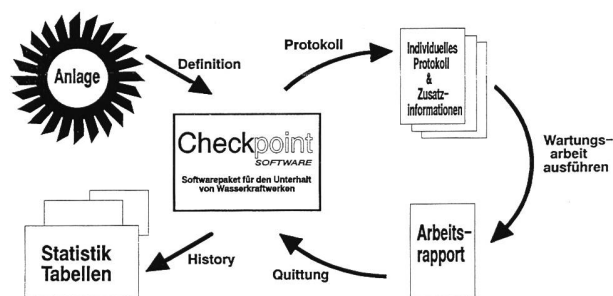 Anlage
Definition
Protokoll
Individuelles
Protokoll
&
Zusatz-
informationen
Wartungs-
arbeit
ausführen
Checkpoint
SOFTWARE
Softwarepaket für den Unterhalt
von Wasserkraftwerken
Arbeits-
rapport
Quittung
History
Statistik
Tabellen